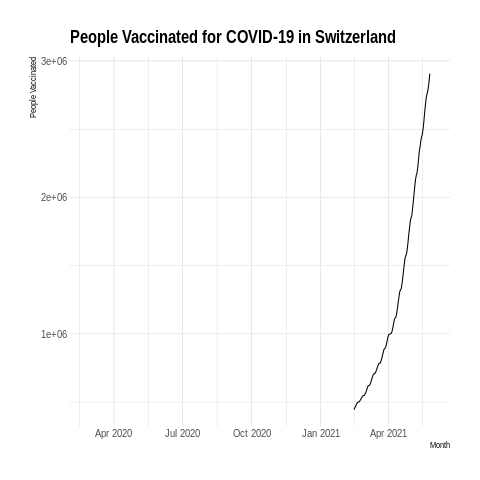 People Vaccinated for COVID-19 in Switzerland
People Vaccinated
3e+06
2e+06
1e+06
Apr 2020
Jul 2020
Oct 2020
Jan 2021
Apr 2021
Month